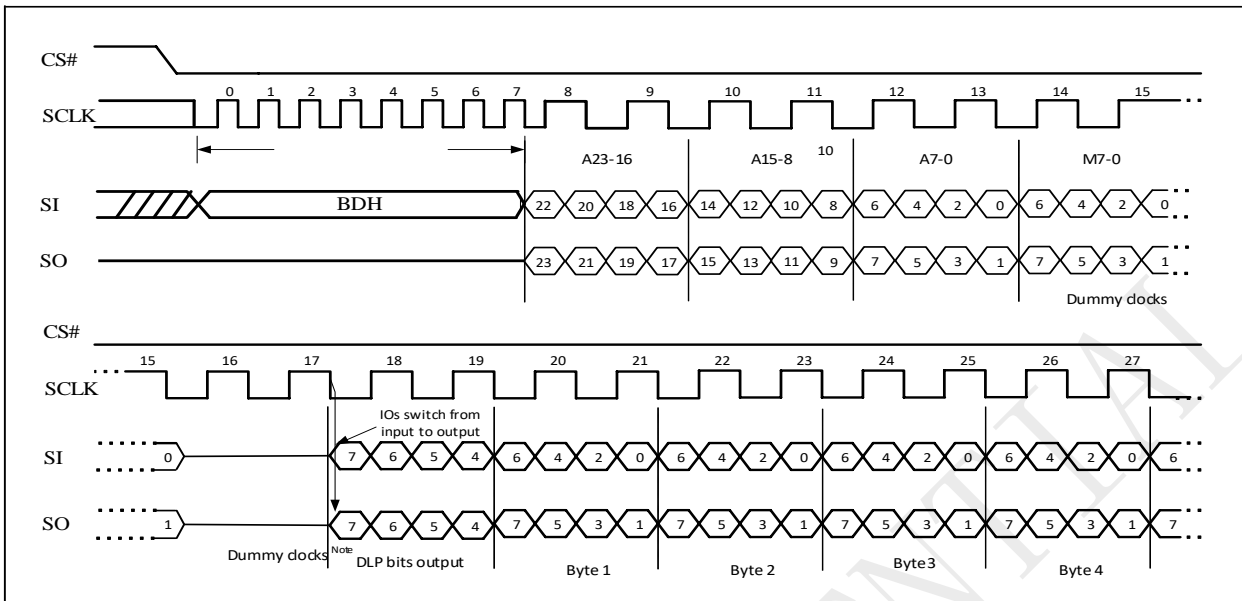 CS#
0 1 2 3 4 5 6 7 8 9 10 11 12 13 14 15
SCLK
A23-16 A15-8 10 A7-0 M7-0
SI BDH 22 20 18 16 14 12 10 8 6 4 2 0 6 4 2 0
SO 23 21 19 17 15 13 11 9 7 5 3 1 7 5 3 1
Dummy clocks
CS#
15 16 17 18 19 20 21 22 23 24 25 26 27
SCLK
IOs switch from
input to output
SI 0 7 6 5 4 6 4 2 0 6 4 2 0 6 4 2 0 6 4 2 0 6
SO 1 7 6 5 4 7 5 3 1 7 5 3 1 7 5 3 1 7 5 3 1 7
Dummy clocks Note DLP bits output Byte 1 Byte 2 Byte 3 Byte 4